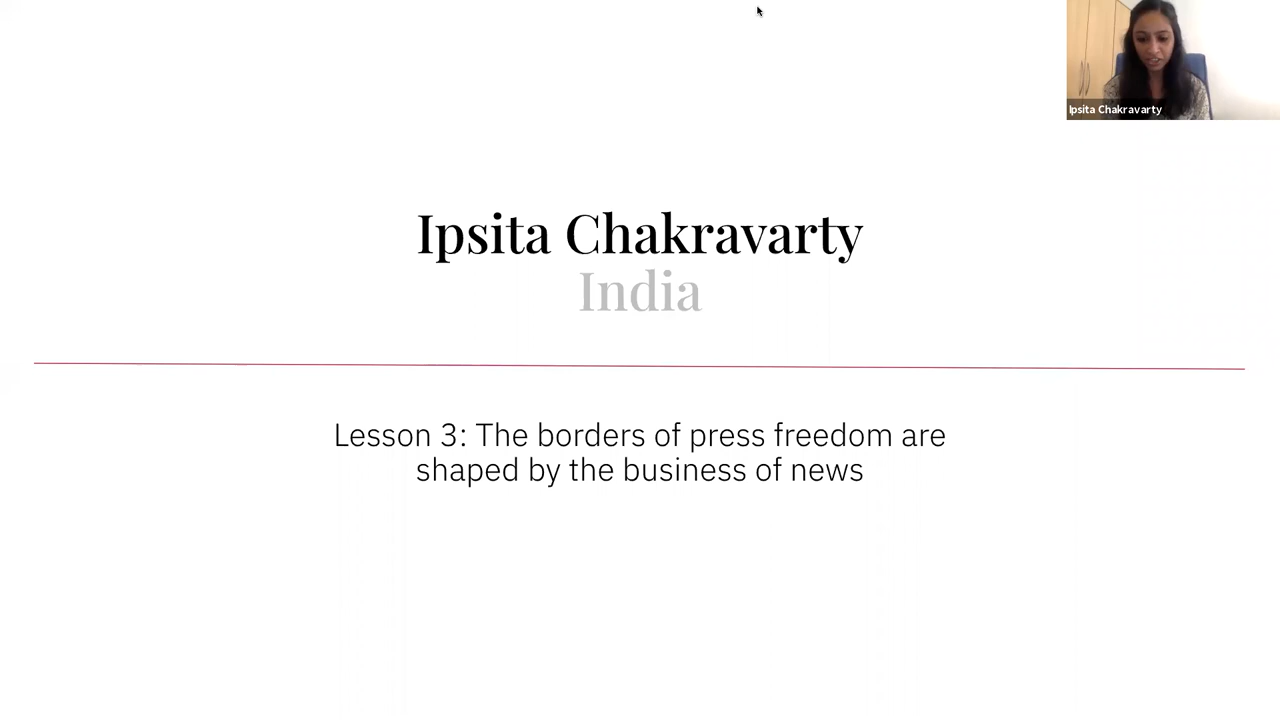 Ipsita Chakravarty
Ipsita Chakravarty
India
Lesson 3: The borders of press freedom are
shaped by the business of news